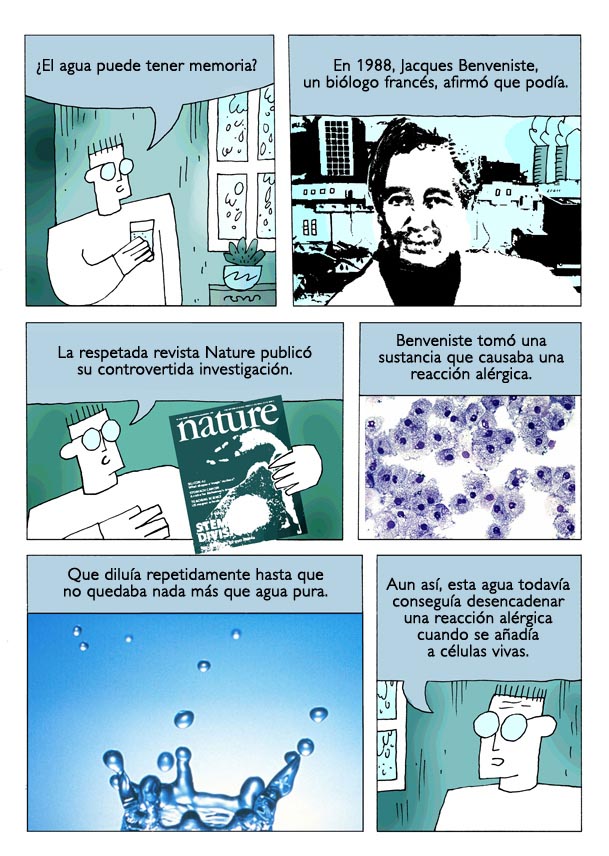 ¿El agua puede tener memoria?
En 1988, Jacques Benveniste,
un biólogo francés, afirmó que podía.
La respetada revista Nature publicó
su controvertida investigación.
nature
Benveniste tomó una
sustancia que causaba una
reacción alérgica.
Que diluía repetidamente hasta que
no quedaba nada más que agua pura.
Aun así, esta agua todavía
conseguía desencadenar
una reacción alérgica
cuando se añadía
a células vivas.